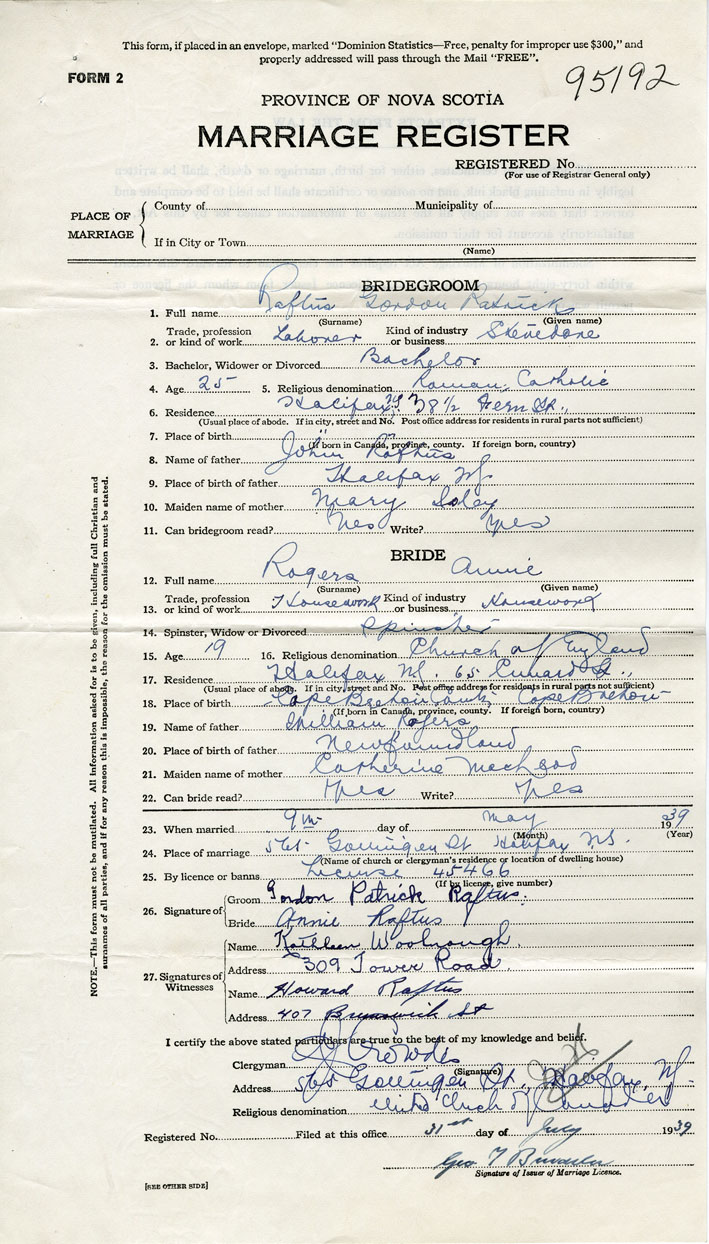 This form, if placed in an envelope, marked "Dominion Statistics—Free, penalty for improper use $300," and
properly addressed will pass through the Mail "FREE".
FORM 2
95192
PROVINCE OF NOVA SCOTIA
MARRIAGE REGISTER
REGISTERED No.
(For use of Registrar General only)
PLACE OF MARRIAGE
County of Municipality of
If in City or Town
(Name)
BRIDEGROOM
1. Full name Raftus Gordon Patrick
(Surname) (Given name)
2. Trade, profession or kind of work Laborer Kind of industry or business Stevedore
3. Bachelor, Widower or Divorced Bachelor
4. Age 25 5. Religious denomination Roman Catholic
6. Residence Halifax 38 1/2 Fern St.,
(Usual place of abode. If in city, street and No. Post office address for residents in rural parts not sufficient)
7. Place of birth " "
(If born in Canada, province, county. If foreign born, country)
8. Name of father John Raftus
9. Place of birth of father Halifax NS
10. Maiden name of mother Mary
11. Can bridegroom read? Yes Write? Yes
BRIDE
12. Full name Rogers Annie
(Surname) (Given name)
13. Trade, profession or kind of work Housework Kind of industry or business Housework
14. Spinster, Widow or Divorced Spinster
15. Age 19 16. Religious denomination Church of England
17. Residence Halifax NS. 65 Cunard St.,
(Usual place of abode. If in city, street and No. Post office address for residents in rural parts not sufficient)
18. Place of birth Cape Breton
(If born in Canada, province, county. If foreign born, country)
19. Name of father William Rogers
20. Place of birth of father Newfoundland
21. Maiden name of mother Catherine MacLeod
22. Can bride read? Yes Write? Yes
23. When married 9th day of May 1939
(Month) (Year)
24. Place of marriage Gottingen St Halifax NS.
(Name of church or clergyman's residence or location of dwelling house)
25. By licence or banns License 45466
(If by licence, give number)
26. Signature of
Groom Gordon Patrick Raftus.
Bride Annie Raftus
27. Signatures of Witnesses
Name Kathleen Woolnough
Address 309 Tower Road
Name Howard Raftus
Address 407 Brunswick St
I certify the above stated particulars are true to the best of my knowledge and belief.
Clergyman Crowdis
(Signature)
Address Gottingen St., Halifax, NS.
Religious denomination United Church of Canada
Registered No. Filed at this office 31st day of July 1939
Geo T
Signature of Issuer of Marriage Licence.
[SEE OTHER SIDE]
NOTE.—This form must not be mutilated. All information asked for is to be given, including full Christian and
surnames of all parties, and if for any reason this is impossible, the reason for the omission must be stated.